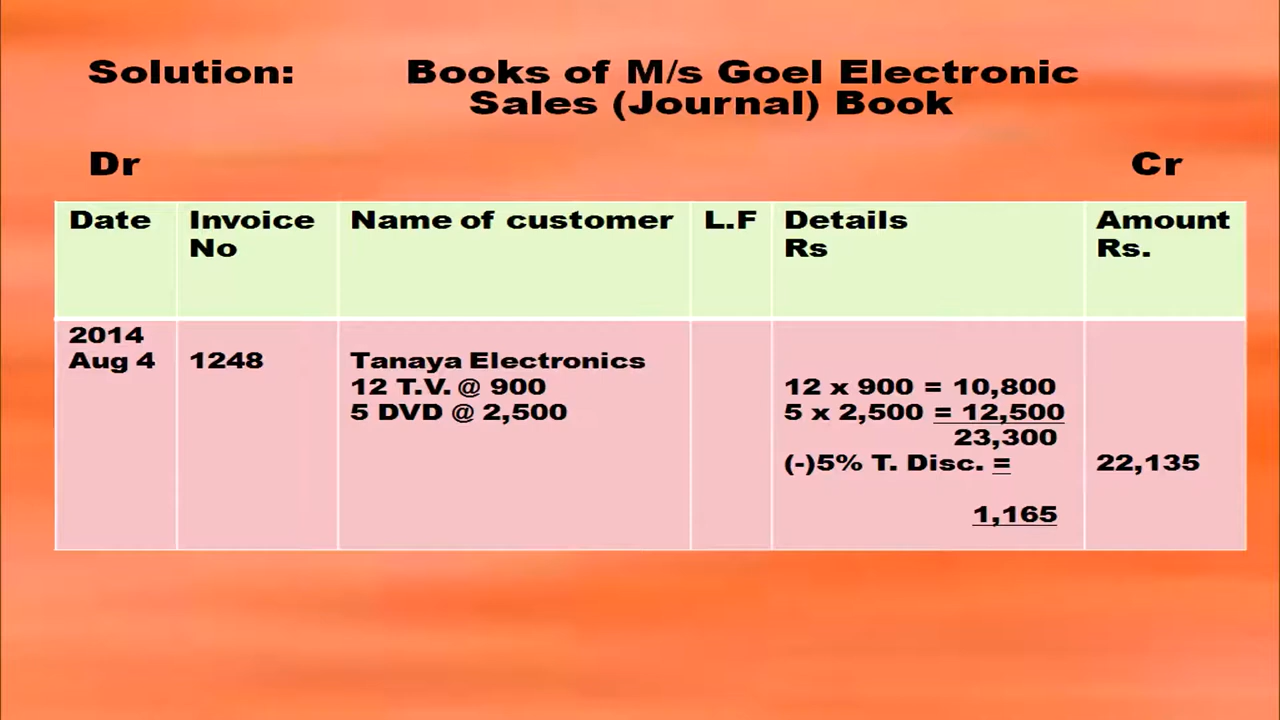 Solution: Books of M/s Goel Electronic
Sales (Journal) Book
Dr Cr
Date Invoice No Name of customer L.F Details Rs Amount Rs.
2014
Aug 4 1248 Tanaya Electronics
12 T.V. @ 900 12 x 900 = 10,800
5 DVD @ 2,500 5 x 2,500 = 12,500
23,300
(-)5% T. Disc. = 22,135
1,165